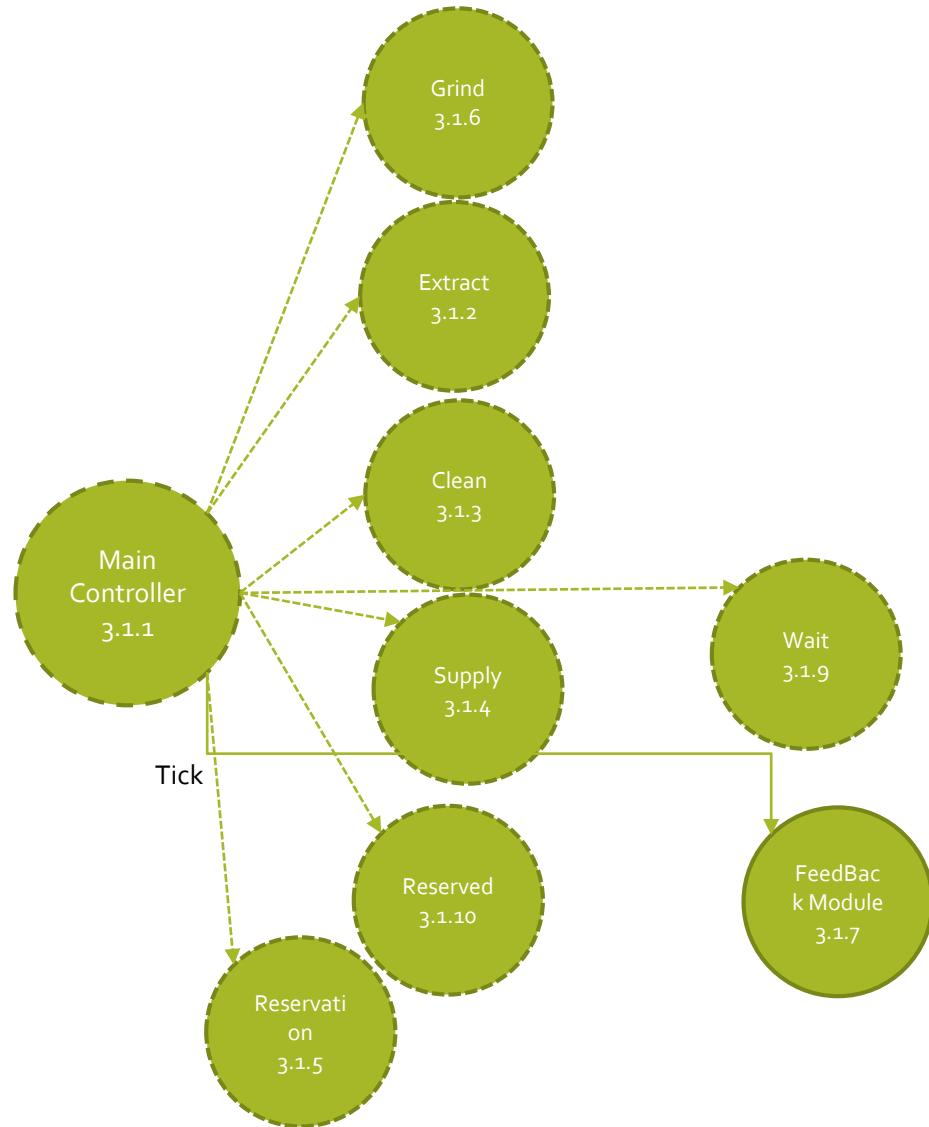 Grind
3.1.6
Extract
3.1.2
Clean
3.1.3
Main
Controller
3.1.1
Wait
3.1.9
Supply
3.1.4
Tick
FeedBac
k Module
3.1.7
Reserved
3.1.10
Reservati
on
3.1.5